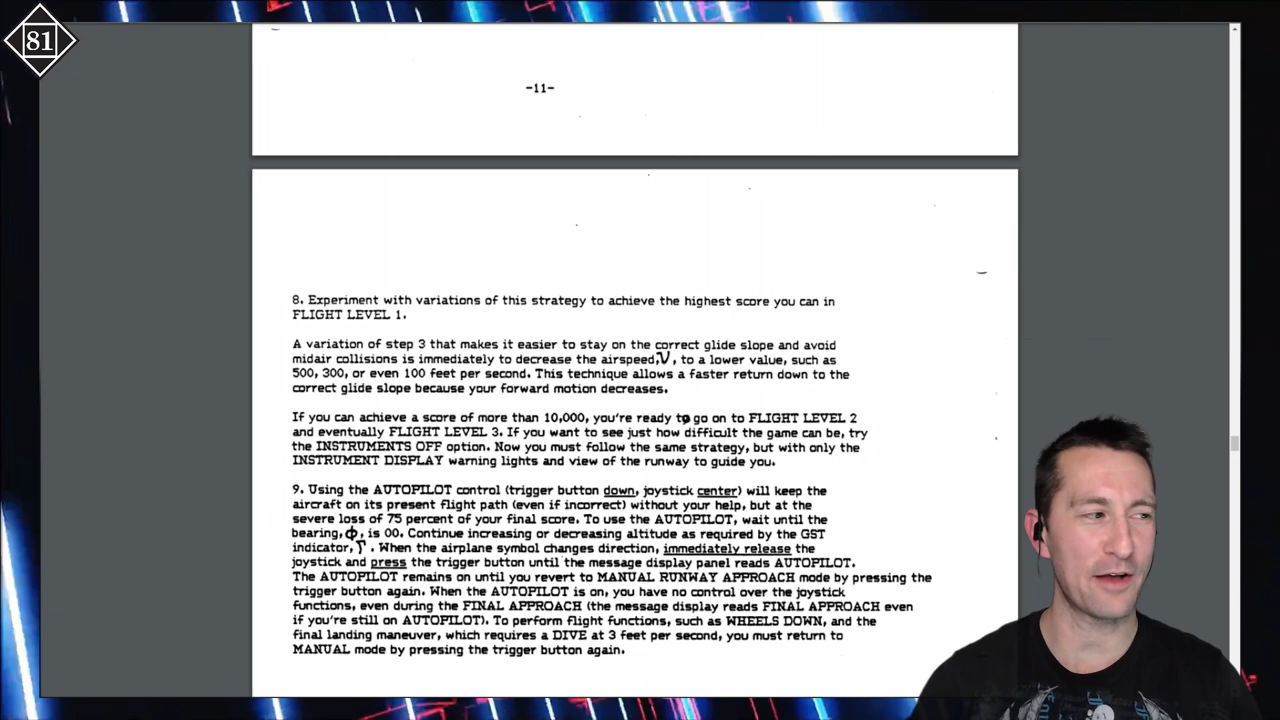 81
-11-
8. Experiment with variations of this strategy to achieve the highest score you can in
FLIGHT LEVEL 1.
A variation of step 3 that makes it easier to stay on the correct glide slope and avoid
midair collisions is immediately to decrease the airspeed, V, to a lower value, such as
500, 300, or even 100 feet per second. This technique allows a faster return down to the
correct glide slope because your forward motion decreases.
If you can achieve a score of more than 10,000, you're ready to go on to FLIGHT LEVEL 2
and eventually FLIGHT LEVEL 3. If you want to see just how difficult the game can be, try
the INSTRUMENTS OFF option. Now you must follow the same strategy, but with only the
INSTRUMENT DISPLAY warning lights and view of the runway to guide you.
9. Using the AUTOPILOT control (trigger button down, joystick center) will keep the
aircraft on its present flight path (even if incorrect) without your help, but at the
severe loss of 75 percent of your final score. To use the AUTOPILOT, wait until the
bearing, ϕ, is 00. Continue increasing or decreasing altitude as required by the GST
indicator, Γ. When the airplane symbol changes direction, immediately release the
joystick and press the trigger button until the message display panel reads AUTOPILOT.
The AUTOPILOT remains on until you revert to MANUAL RUNWAY APPROACH mode by pressing the
trigger button again. When the AUTOPILOT is on, you have no control over the joystick
functions, even during the FINAL APPROACH (the message display reads FINAL APPROACH even
if you're still on AUTOPILOT). To perform flight functions, such as WHEELS DOWN, and the
final landing maneuver, which requires a DIVE at 3 feet per second, you must return to
MANUAL mode by pressing the trigger button again.